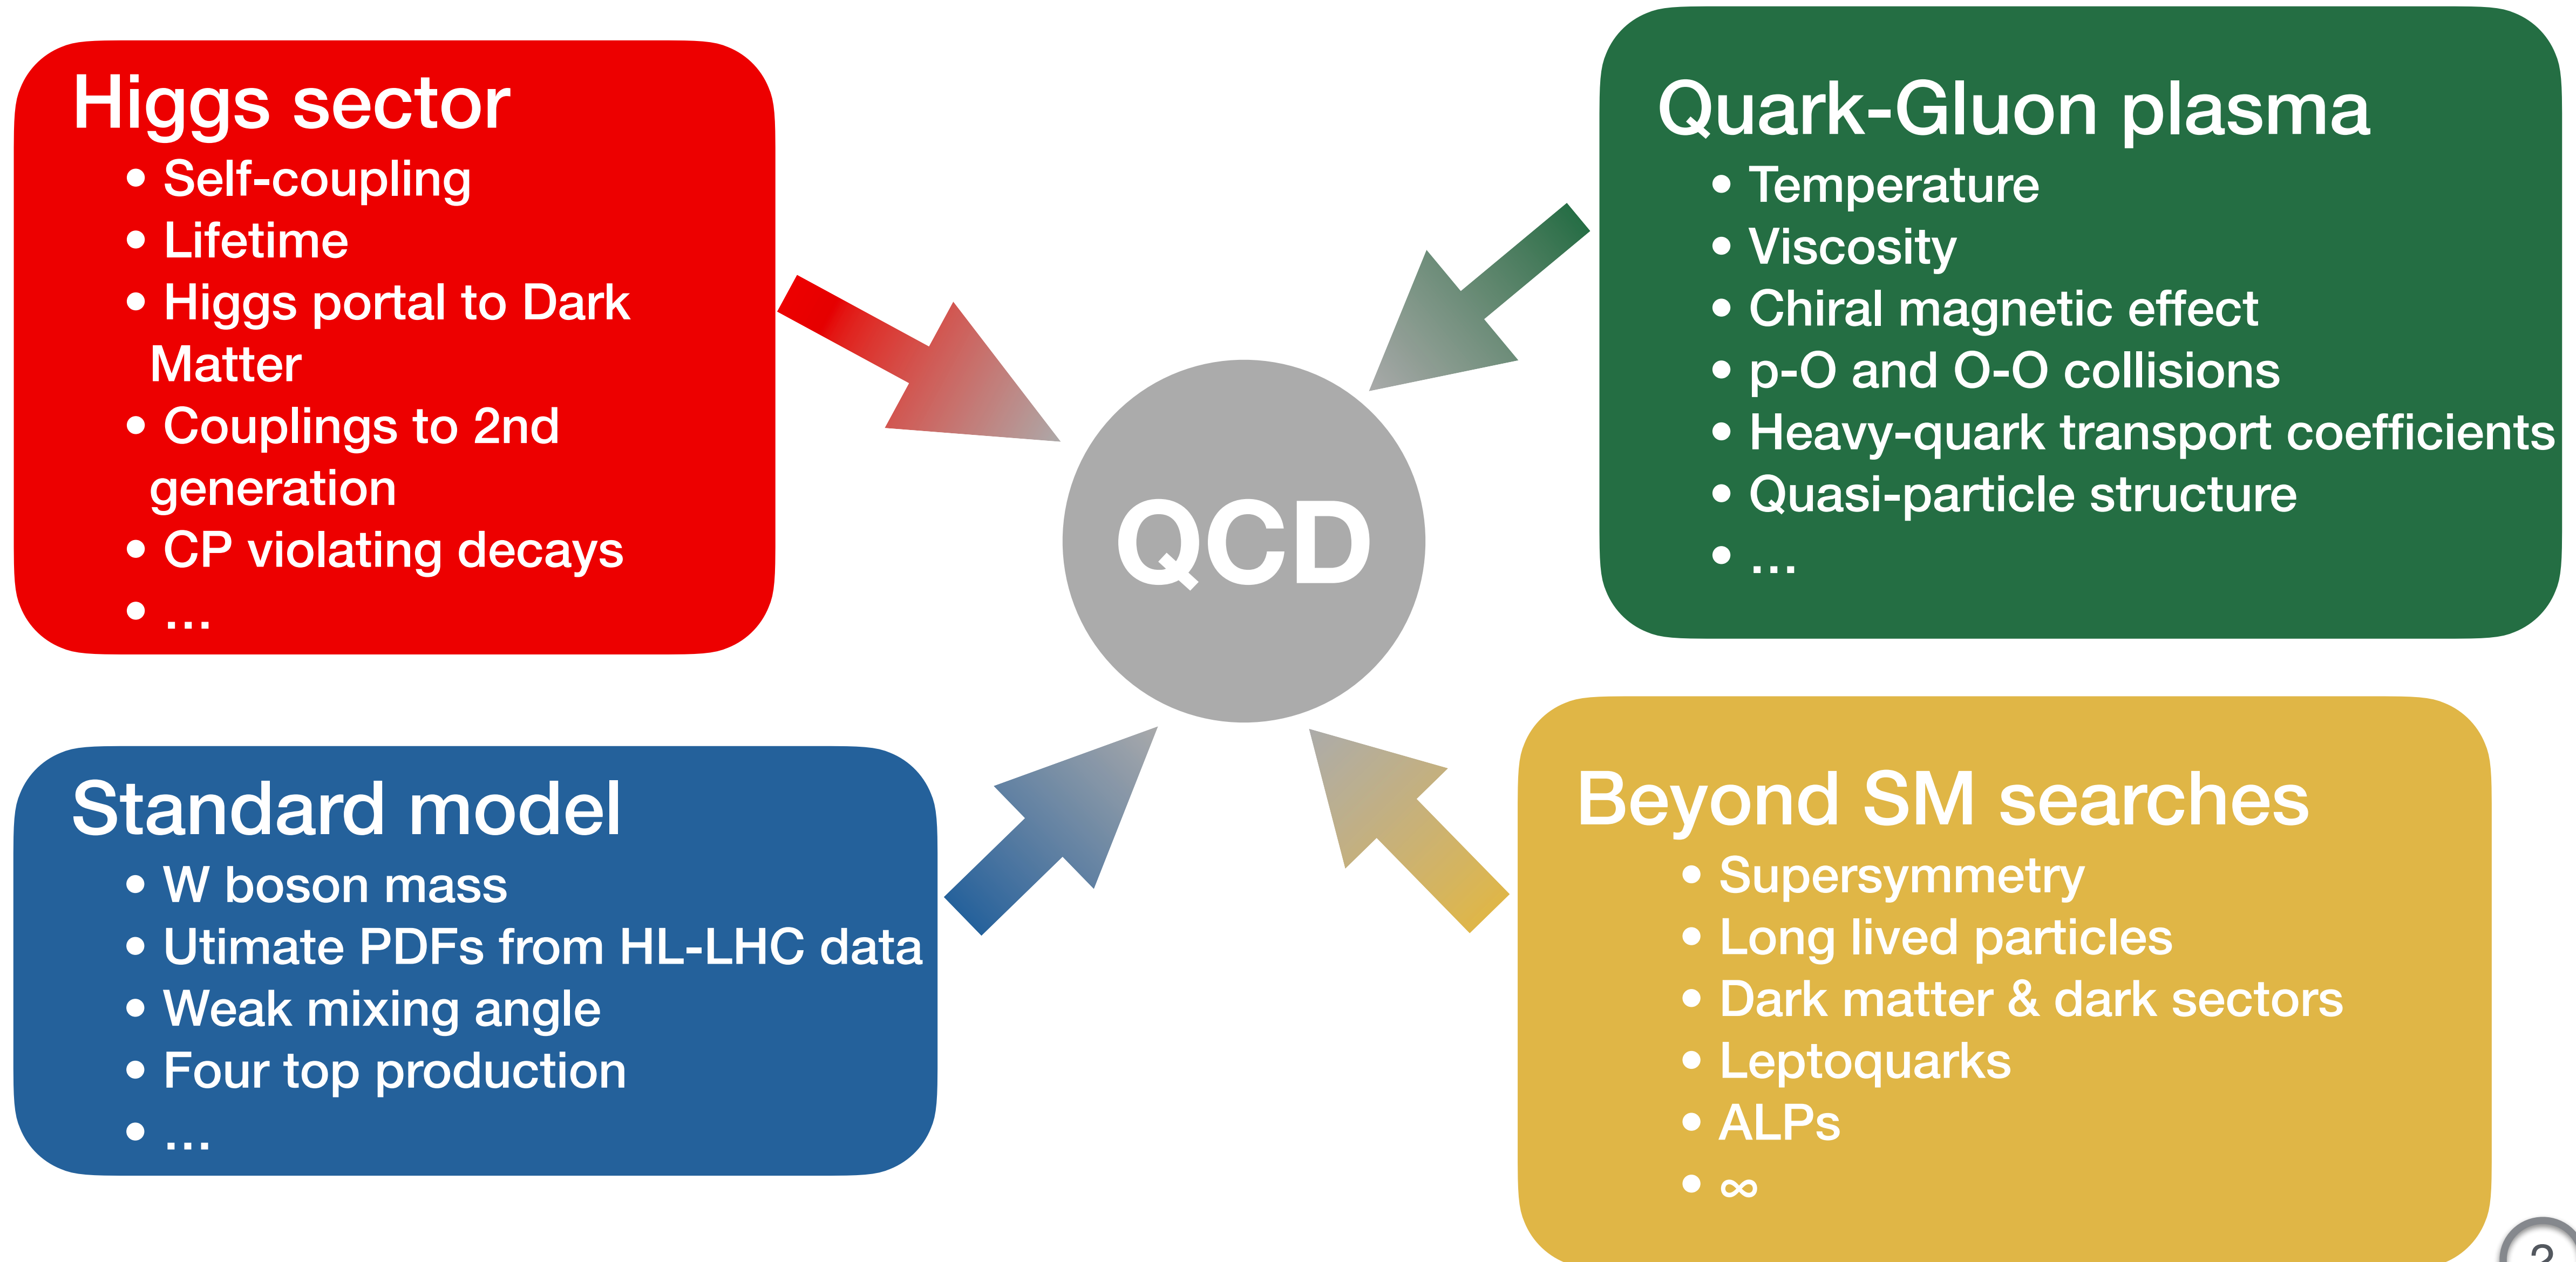 Higgs sector
• Self-coupling
• Lifetime
• Higgs portal to Dark
Matter
• Couplings to 2nd
generation
• CP violating decays
• ...
Quark-Gluon plasma
• Temperature
• Viscosity
• Chiral magnetic effect
• p-O and O-O collisions
• Heavy-quark transport coefficients
• Quasi-particle structure
• ...
QCD
Standard model
• W boson mass
• Utimate PDFs from HL-LHC data
• Weak mixing angle
• Four top production
• ...
Beyond SM searches
• Supersymmetry
• Long lived particles
• Dark matter & dark sectors
• Leptoquarks
• ALPs
• ∞